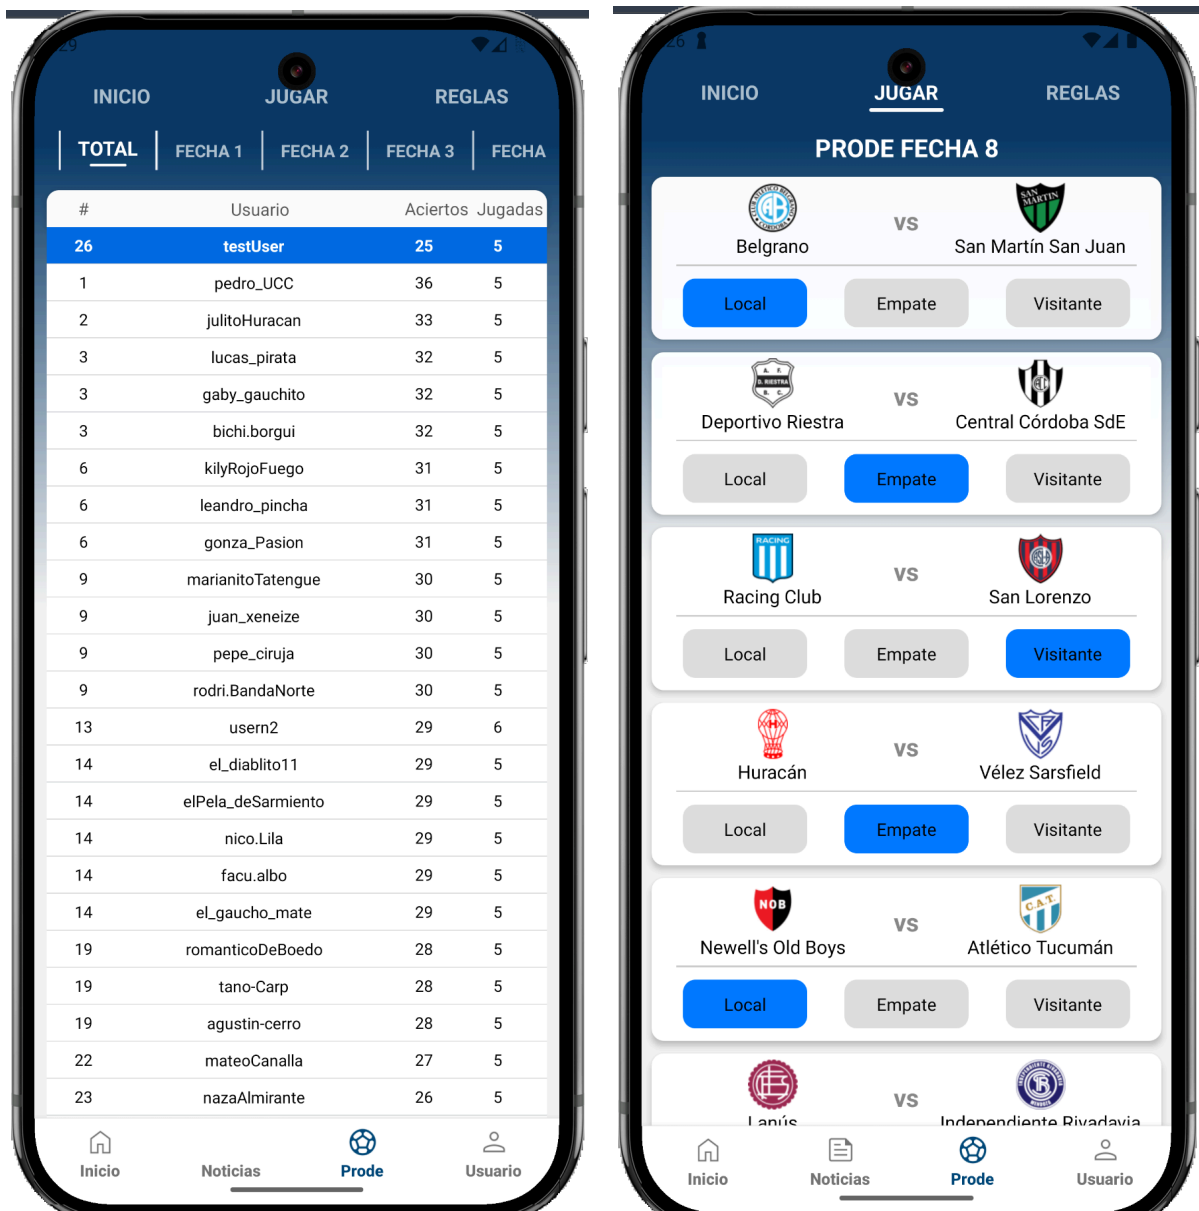 29
INICIO JUGAR REGLAS
TOTAL FECHA 1 FECHA 2 FECHA 3 FECHA
# Usuario Aciertos Jugadas
26 testUser 25 5
1 pedro_UCC 36 5
2 julitoHuracan 33 5
3 lucas_pirata 32 5
3 gaby_gauchito 32 5
3 bichi.borgui 32 5
6 kilyRojoFuego 31 5
6 leandro_pincha 31 5
6 gonza_Pasion 31 5
9 marianitoTatengue 30 5
9 juan_xeneize 30 5
9 pepe_ciruja 30 5
9 rodri.BandaNorte 30 5
13 usern2 29 6
14 el_diablito11 29 5
14 elPela_deSarmiento 29 5
14 nico.Lila 29 5
14 facu.albo 29 5
14 el_gaucho_mate 29 5
19 romanticoDeBoedo 28 5
19 tano-Carp 28 5
19 agustin-cerro 28 5
22 mateoCanalla 27 5
23 nazaAlmirante 26 5
Inicio Noticias Prode Usuario
26
INICIO JUGAR REGLAS
PRODE FECHA 8
SAN
MARTIN
VS
Belgrano San Martín San Juan
Local Empate Visitante
A. F.
D. RIESTRA
B. C.
VS
Deportivo Riestra Central Córdoba SdE
Local Empate Visitante
RACING
VS
Racing Club San Lorenzo
Local Empate Visitante
VS
Huracán Vélez Sarsfield
Local Empate Visitante
NOB
C.A.T.
VS
Newell's Old Boys Atlético Tucumán
Local Empate Visitante
VS
Lanús Independiente Rivadavia
Inicio Noticias Prode Usuario